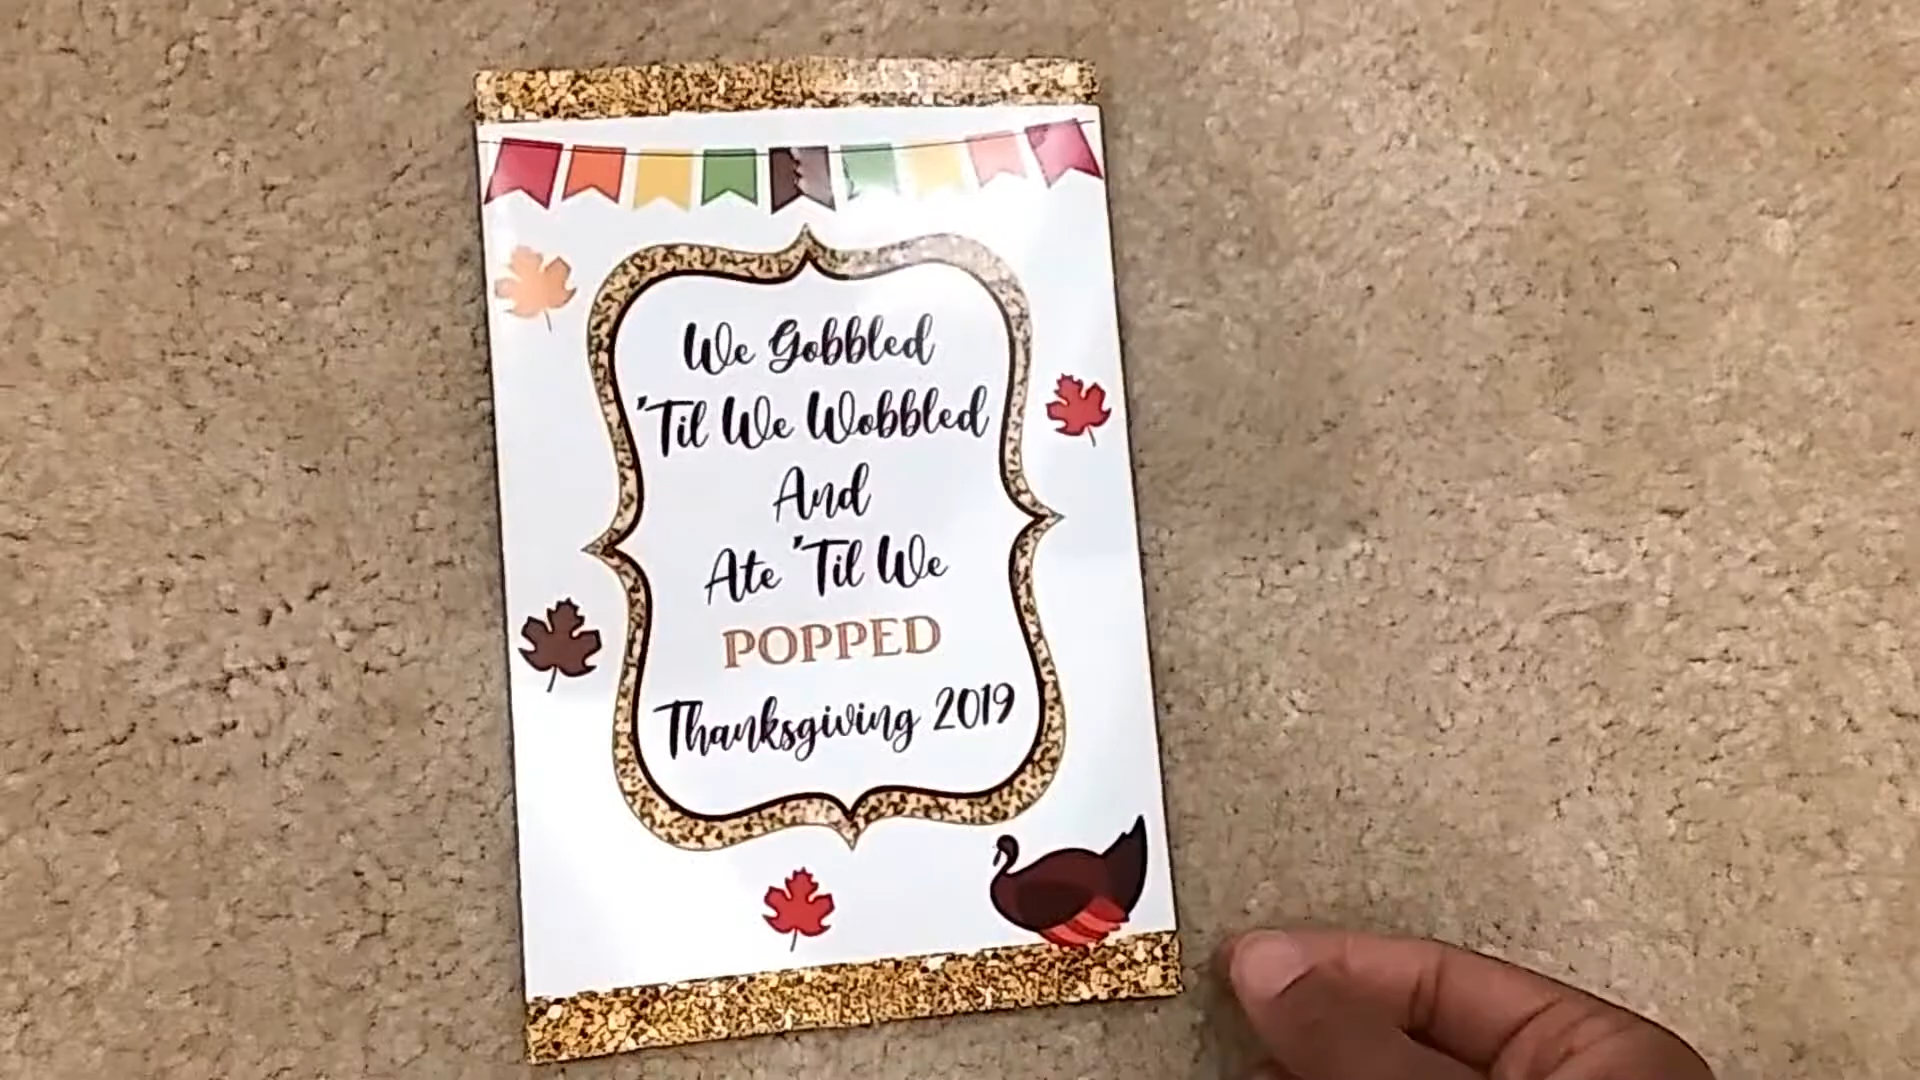 We Gobbled
'Til We Wobbled
And
Ate 'Til We
POPPED
Thanksgiving 2019